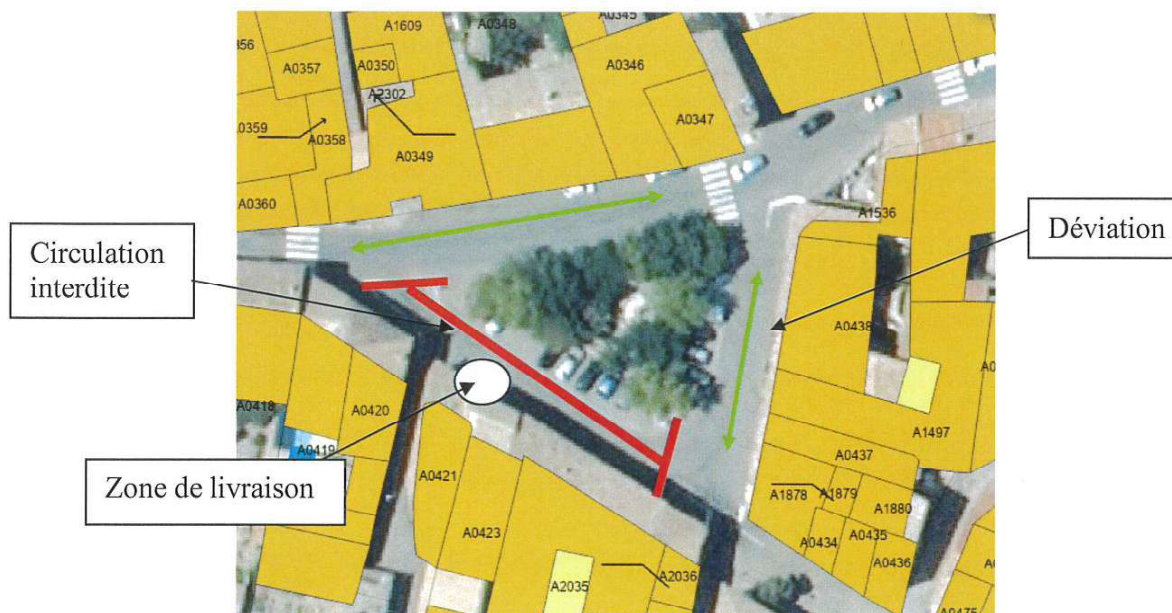 A1609
A0348
A0345
A0357
A0350
A0346
A2302
A0347
A0359
A0358
A0349
A0360
A1536
Circulation
interdite
Déviation
A0438
A0418
A0420
A0419
A1497
Zone de livraison
A0421
A0437
A1878
A1879
A1880
A0423
A0434
A0435
A0436
A2035
A2036